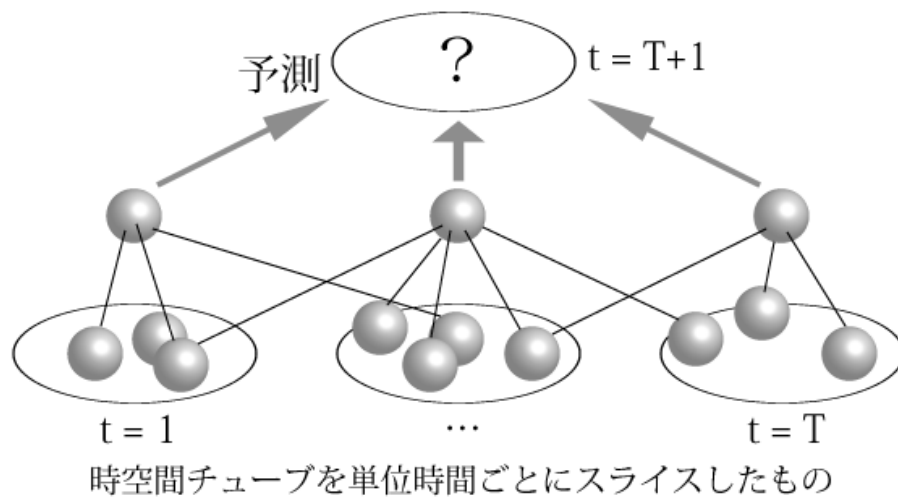 ?
予測
t = T+1
t = 1
…
t = T
時空間チューブを単位時間ごとにスライスしたもの